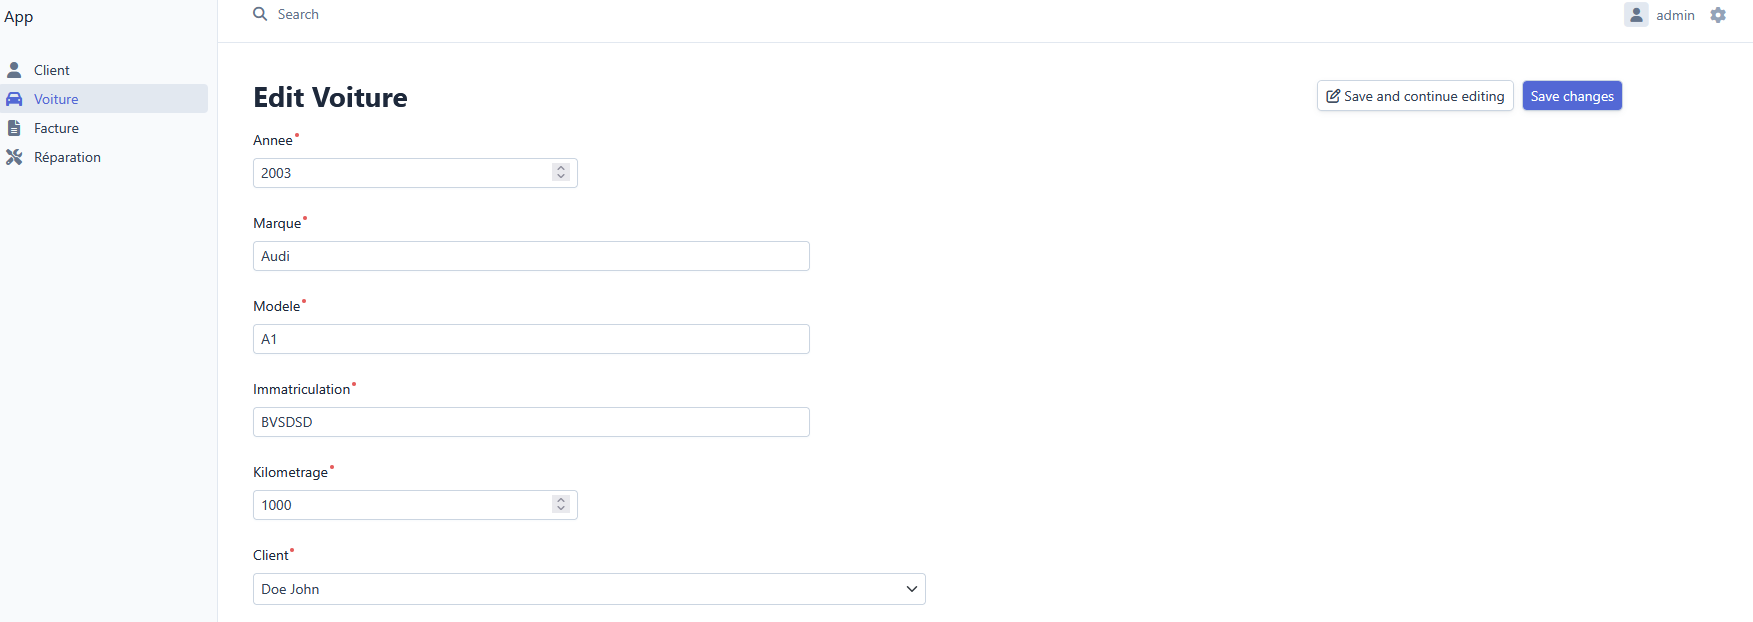 App
Search
admin
Client
Voiture
Facture
Réparation
Edit Voiture
Save and continue editing
Save changes
Annee
2003
Marque
Audi
Modele
A1
Immatriculation
BVSDSD
Kilometrage
1000
Client
Doe John